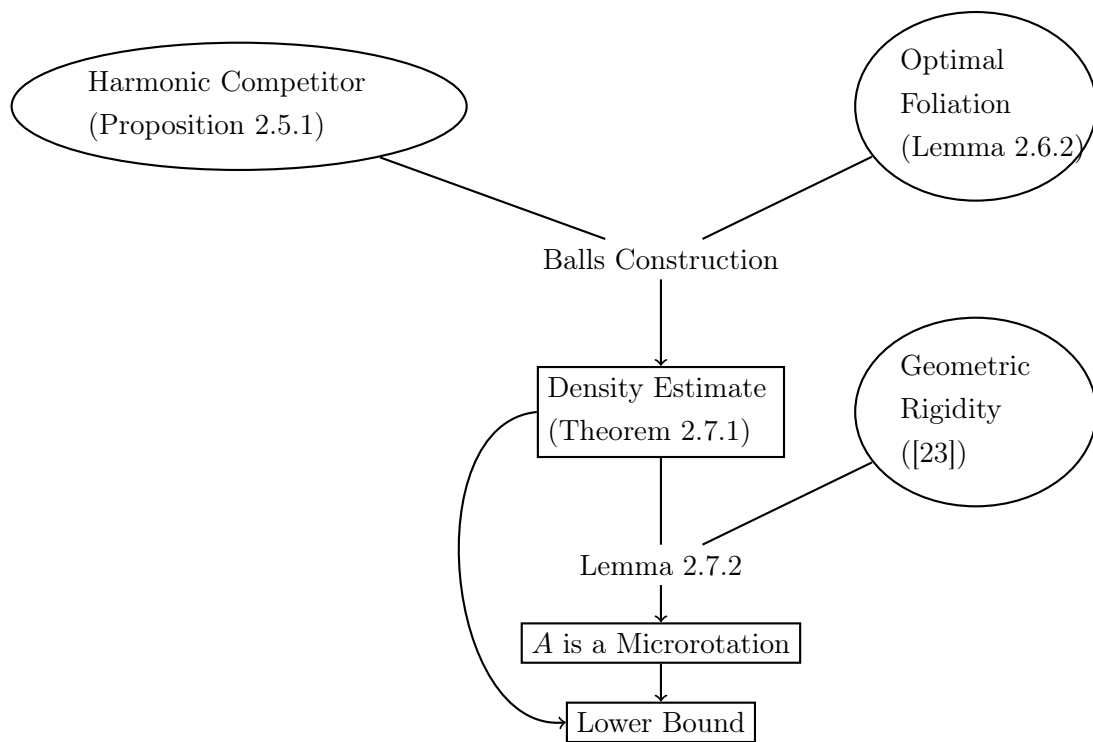 Harmonic Competitor
(Proposition 2.5.1)
Optimal
Foliation
(Lemma 2.6.2)
Balls Construction
Density Estimate
(Theorem 2.7.1)
Geometric
Rigidity
([23])
Lemma 2.7.2
A is a Microrotation
Lower Bound